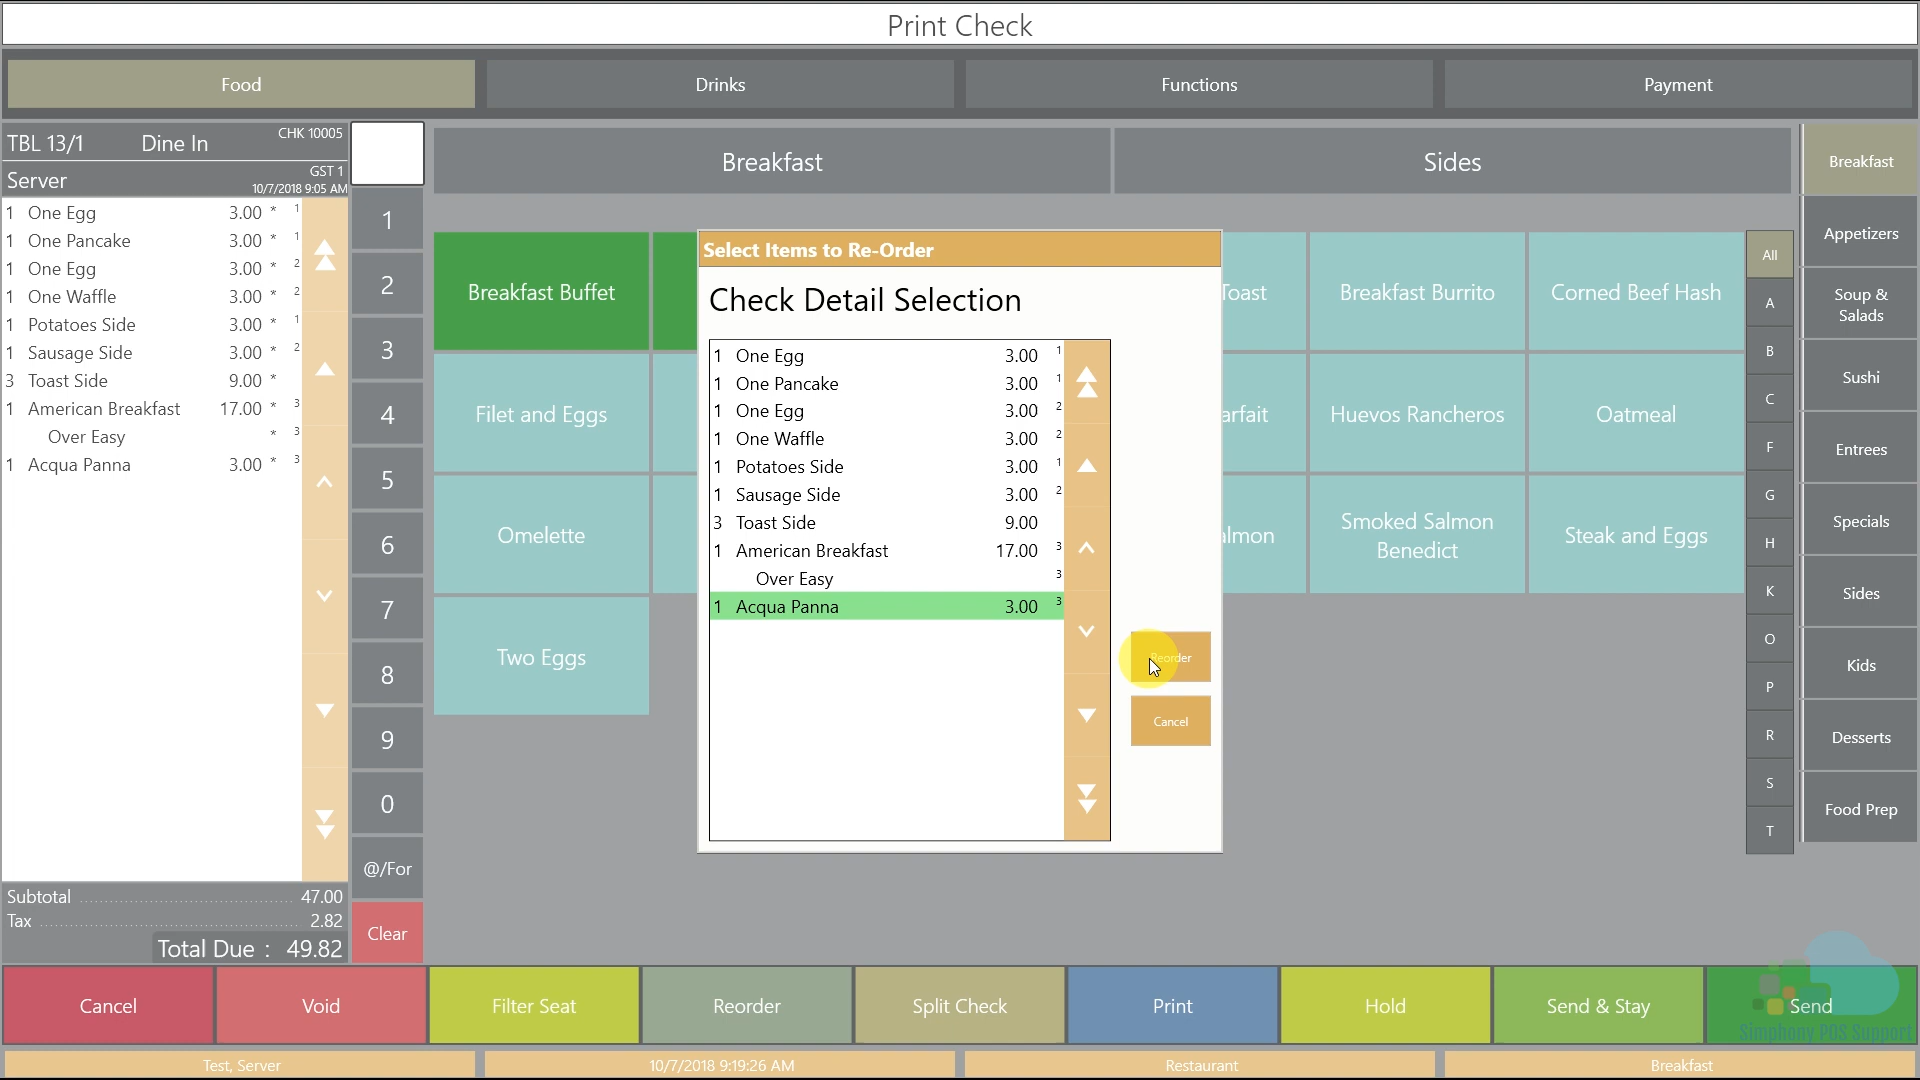 Print Check
Food
Drinks
Functions
Payment
TBL 13/1 Dine In CHK 10005
GST 1
Server 10/7/2018 9:05 AM
1 One Egg 3.00 * 1
1 One Pancake 3.00 * 1
1 One Egg 3.00 * 2
1 One Waffle 3.00 * 2
1 Potatoes Side 3.00 * 1
1 Sausage Side 3.00 * 2
3 Toast Side 9.00 *
1 American Breakfast 17.00 * 3
Over Easy * 3
1 Acqua Panna 3.00 * 3
Subtotal 47.00
Tax 2.82
Total Due : 49.82
1
2
3
4
5
6
7
8
9
0
@/For
Clear
Breakfast
Sides
Breakfast Buffet
Toast
Breakfast Burrito
Corned Beef Hash
Filet and Eggs
Huevos Rancheros
Oatmeal
Omelette
Smoked Salmon
Benedict
Steak and Eggs
Two Eggs
Select Items to Re-Order
Check Detail Selection
1 One Egg 3.00 1
1 One Pancake 3.00 1
1 One Egg 3.00 2
1 One Waffle 3.00 2
1 Potatoes Side 3.00 1
1 Sausage Side 3.00 2
3 Toast Side 9.00
1 American Breakfast 17.00 3
Over Easy 3
1 Acqua Panna 3.00 3
Reorder
Cancel
All
A
B
C
F
G
H
K
O
P
R
S
T
Breakfast
Appetizers
Soup &
Salads
Sushi
Entrees
Specials
Sides
Kids
Desserts
Food Prep
Cancel
Void
Filter Seat
Reorder
Split Check
Print
Hold
Send & Stay
Send
Simphony POS Support
Test, Server
10/7/2018 9:19:26 AM
Restaurant
Breakfast